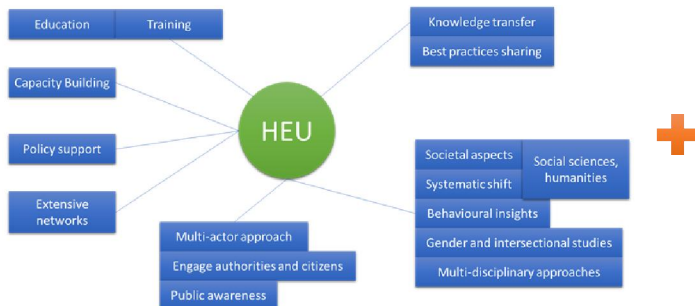 Education
Training
Knowledge transfer
Best practices sharing
Capacity Building
HEU
Policy support
Societal aspects
Social sciences,
humanities
Systematic shift
Extensive
networks
Behavioural insights
Multi-actor approach
Gender and intersectional studies
Engage authorities and citizens
Multi-disciplinary approaches
Public awareness